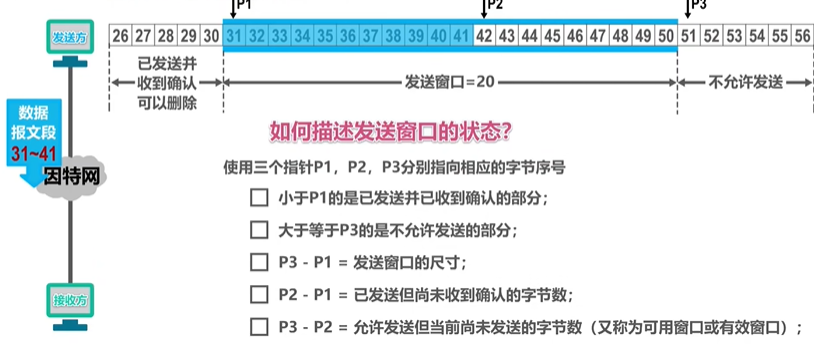 P1 P2 P3
发送方
26 27 28 29 30 31 32 33 34 35 36 37 38 39 40 41 42 43 44 45 46 47 48 49 50 51 52 53 54 55 56
已发送并
收到确认
可以删除
发送窗口=20
不允许发送
数据
报文段
31~41
因特网
接收方
如何描述发送窗口的状态?
使用三个指针P1,P2,P3分别指向相应的字节序号
小于P1的是已发送并已收到确认的部分;
大于等于P3的是不允许发送的部分;
P3 - P1 = 发送窗口的尺寸;
P2 - P1 = 已发送但尚未收到确认的字节数;
P3 - P2 = 允许发送但当前尚未发送的字节数(又称为可用窗口或有效窗口);